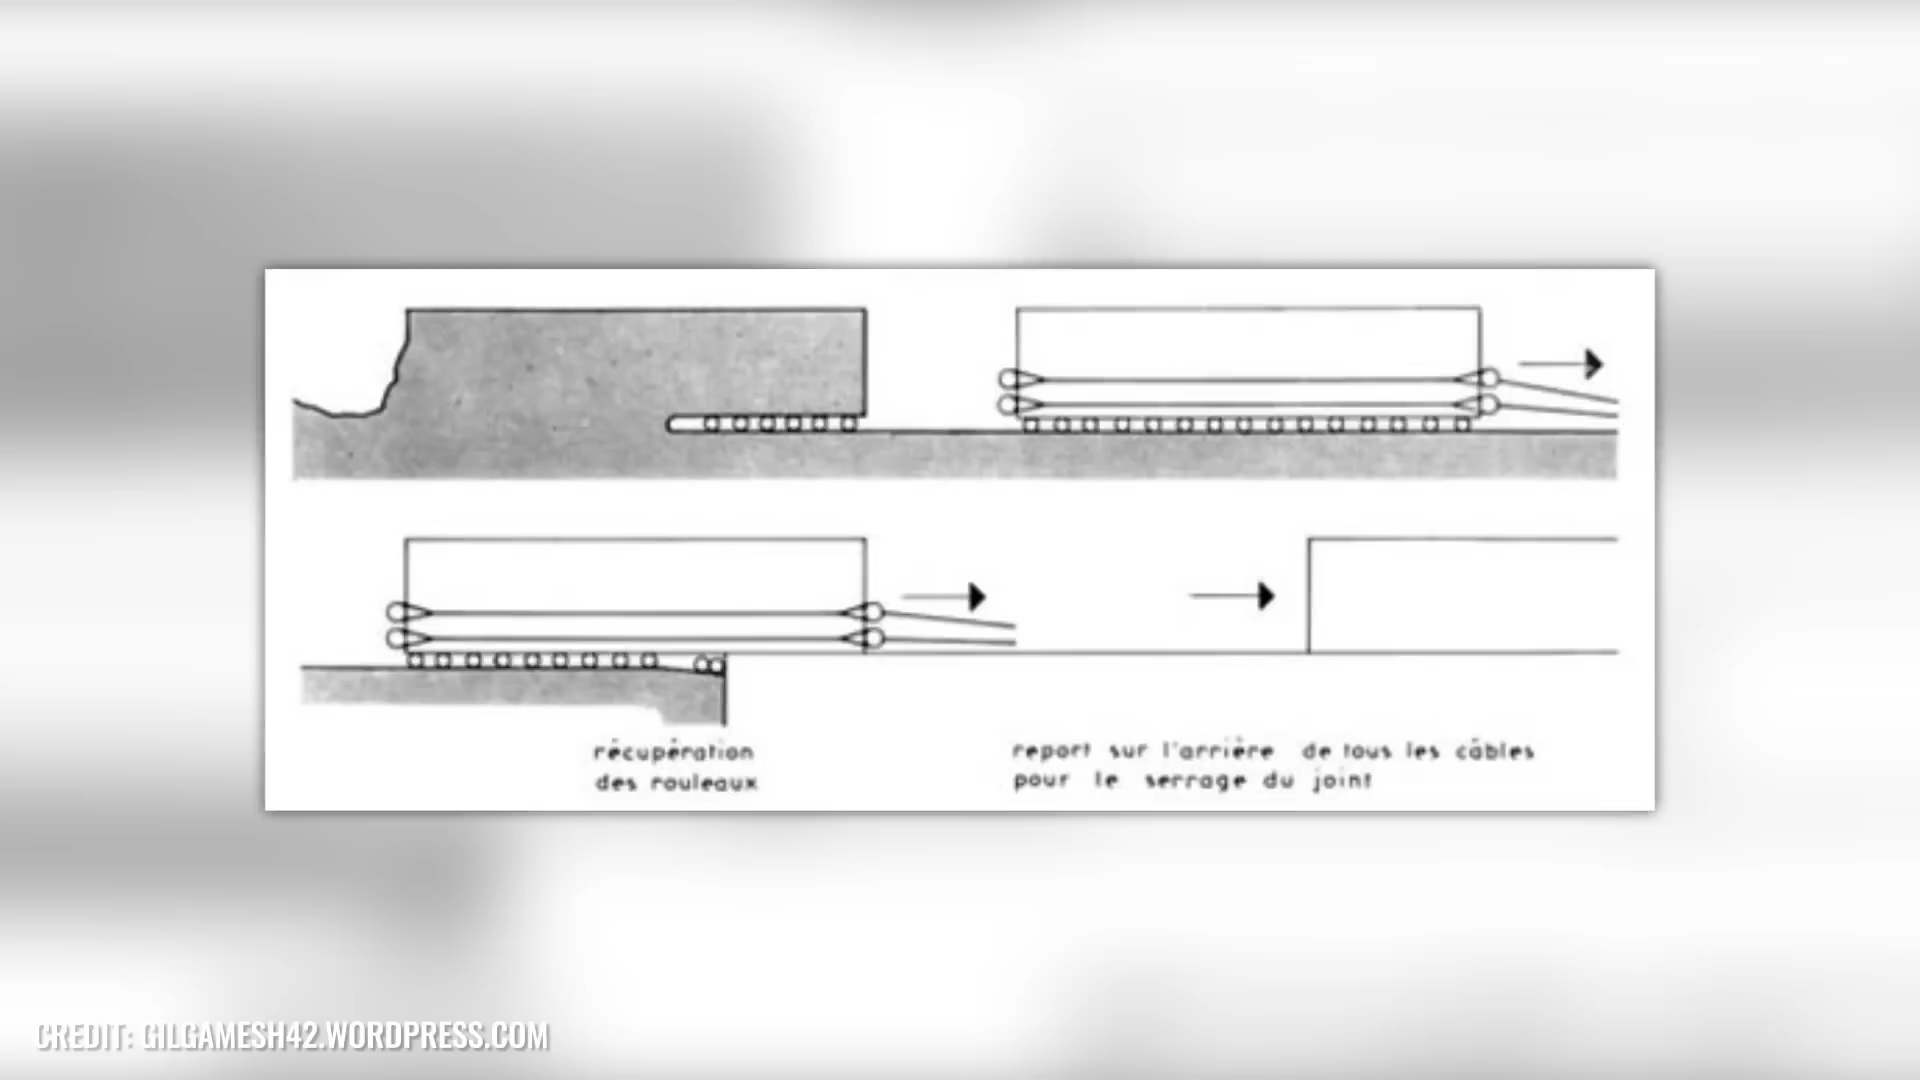 récupération
des rouleaux
report sur l'arrière de tous les câbles
pour le serrage du joint
CREDIT: GILGAMESH42.WORDPRESS.COM